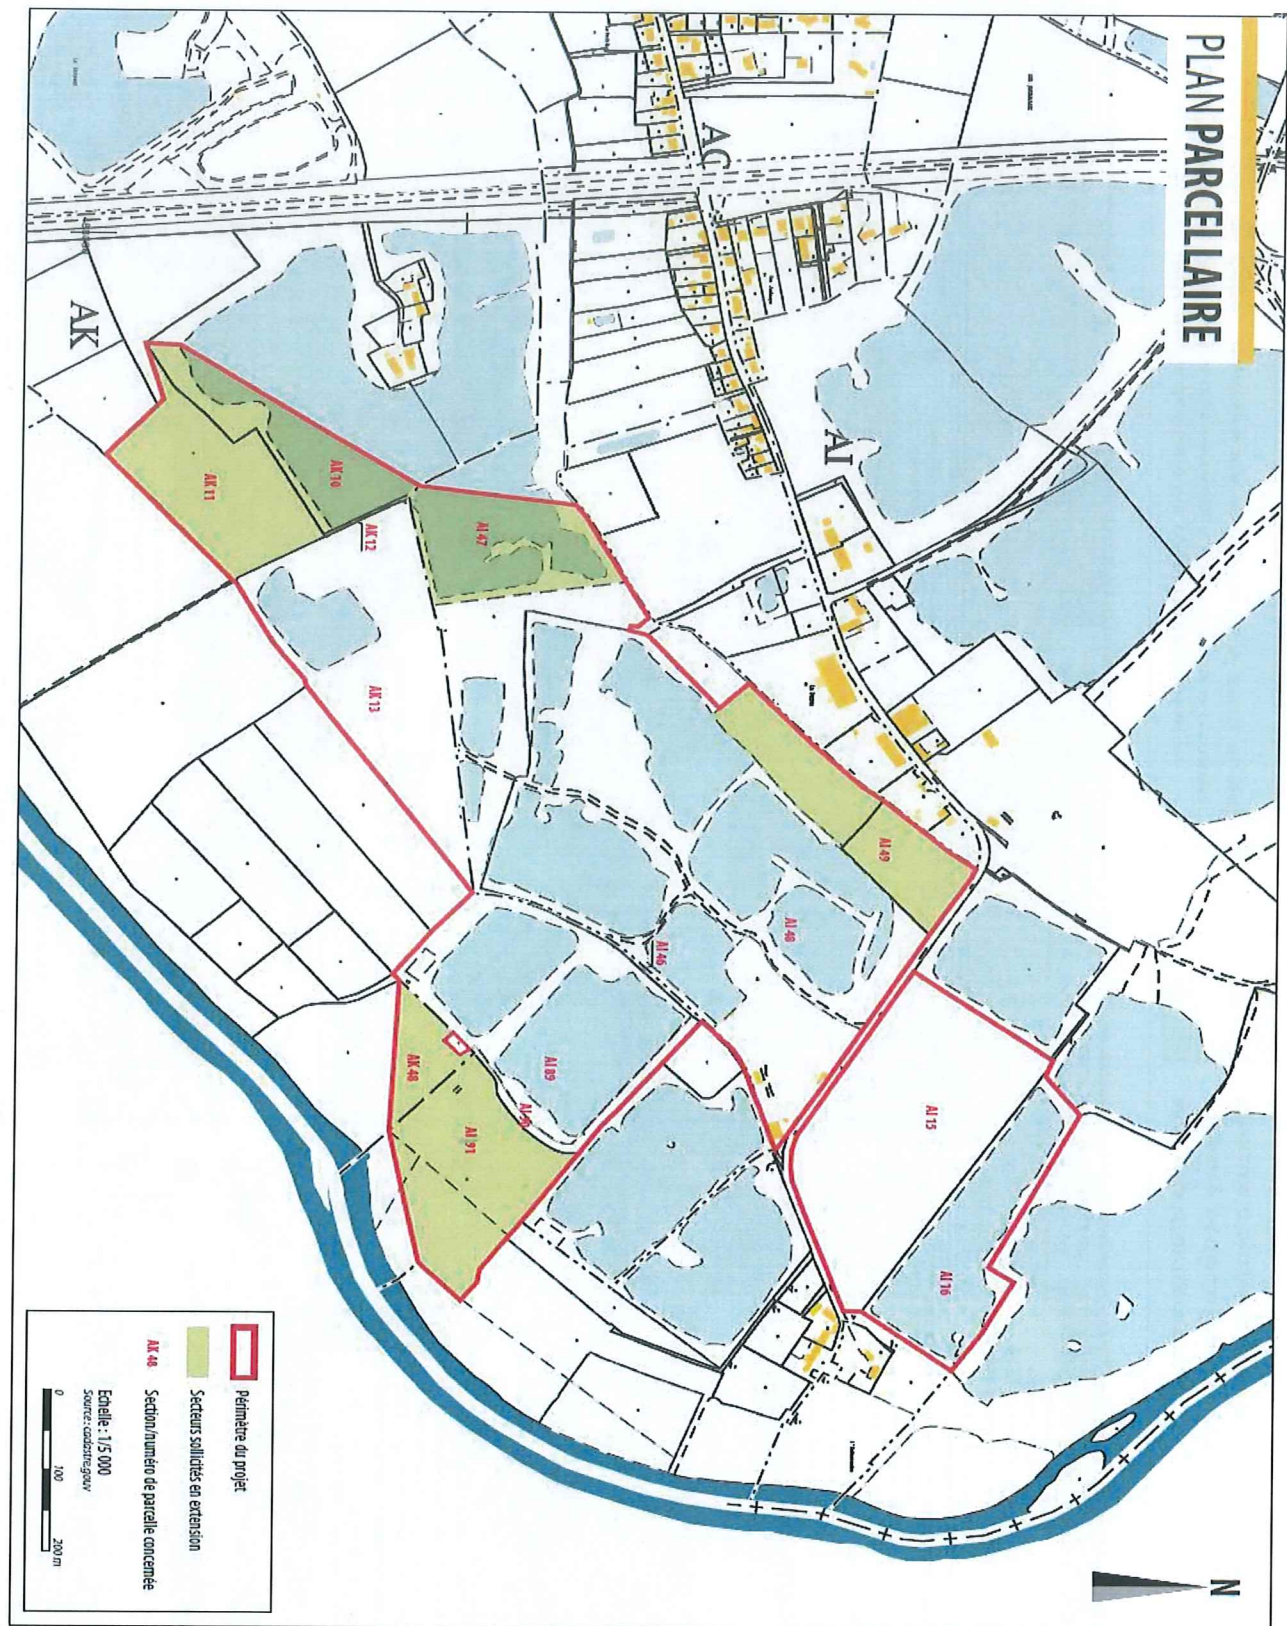 PLAN PARCELLAIRE
N
AC
AI
AK
AI 16
AI 15
AI 49
AI 48
AI 46
AI 47
AI 89
AI 90
AI 91
AK 10
AK 11
AK 12
AK 13
AK 48
Périmètre du projet
Secteurs sollicités en extension
AK 48 Section/numéro de parcelle concernée
Echelle : 1/5 000
Source : cadastre.gouv
0 100 200 m